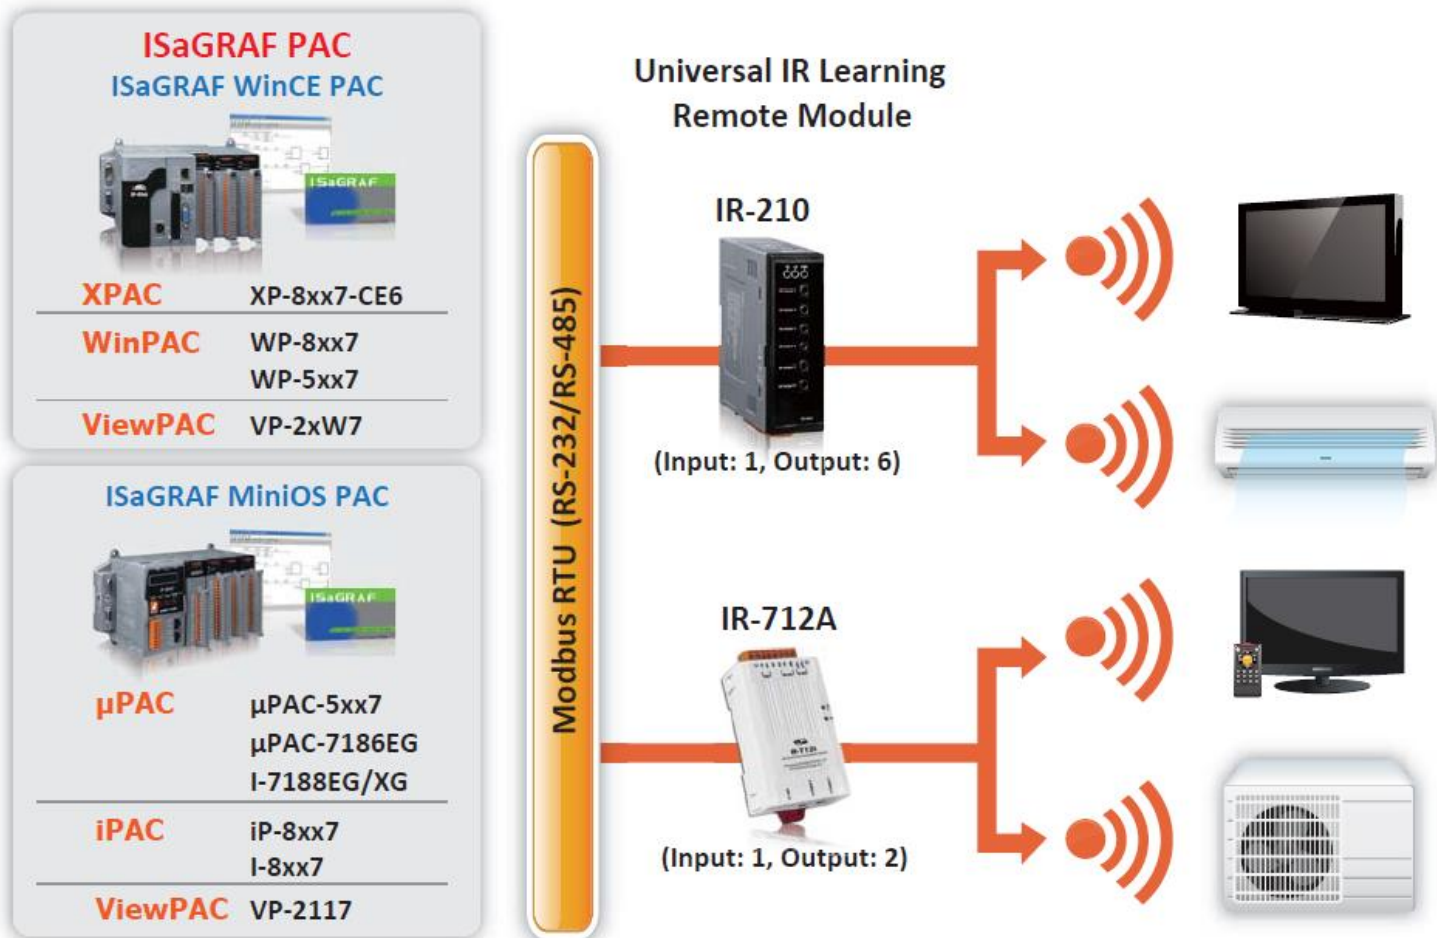 ISaGRAF PAC
ISaGRAF WinCE PAC
ISaGRAF
XPAC XP-8xx7-CE6
WinPAC WP-8xx7
WP-5xx7
ViewPAC VP-2xW7
ISaGRAF MiniOS PAC
ISaGRAF
µPAC µPAC-5xx7
µPAC-7186EG
I-7188EG/XG
iPAC iP-8xx7
I-8xx7
ViewPAC VP-2117
Modbus RTU (RS-232/RS-485)
Universal IR Learning
Remote Module
IR-210
(Input: 1, Output: 6)
IR-712A
(Input: 1, Output: 2)